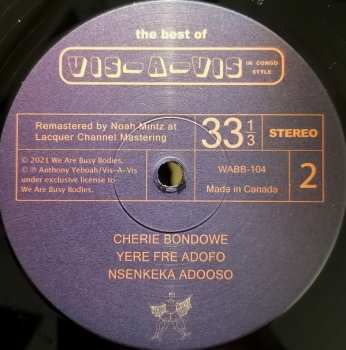 the best of
VIS-A-VIS
IN CONGO
STYLE
Remastered by Noah Mintz at
Lacquer Channel Mastering
33 1/3
STEREO
© 2021 We Are Busy Bodies.
© ℗ Anthony Yeboah/Vis-A-Vis
under exclusive license to
We Are Busy Bodies.
WABB-104
Made in Canada
2
CHERIE BONDOWE
YERE FRE ADOFO
NSENKEKA ADOOSO